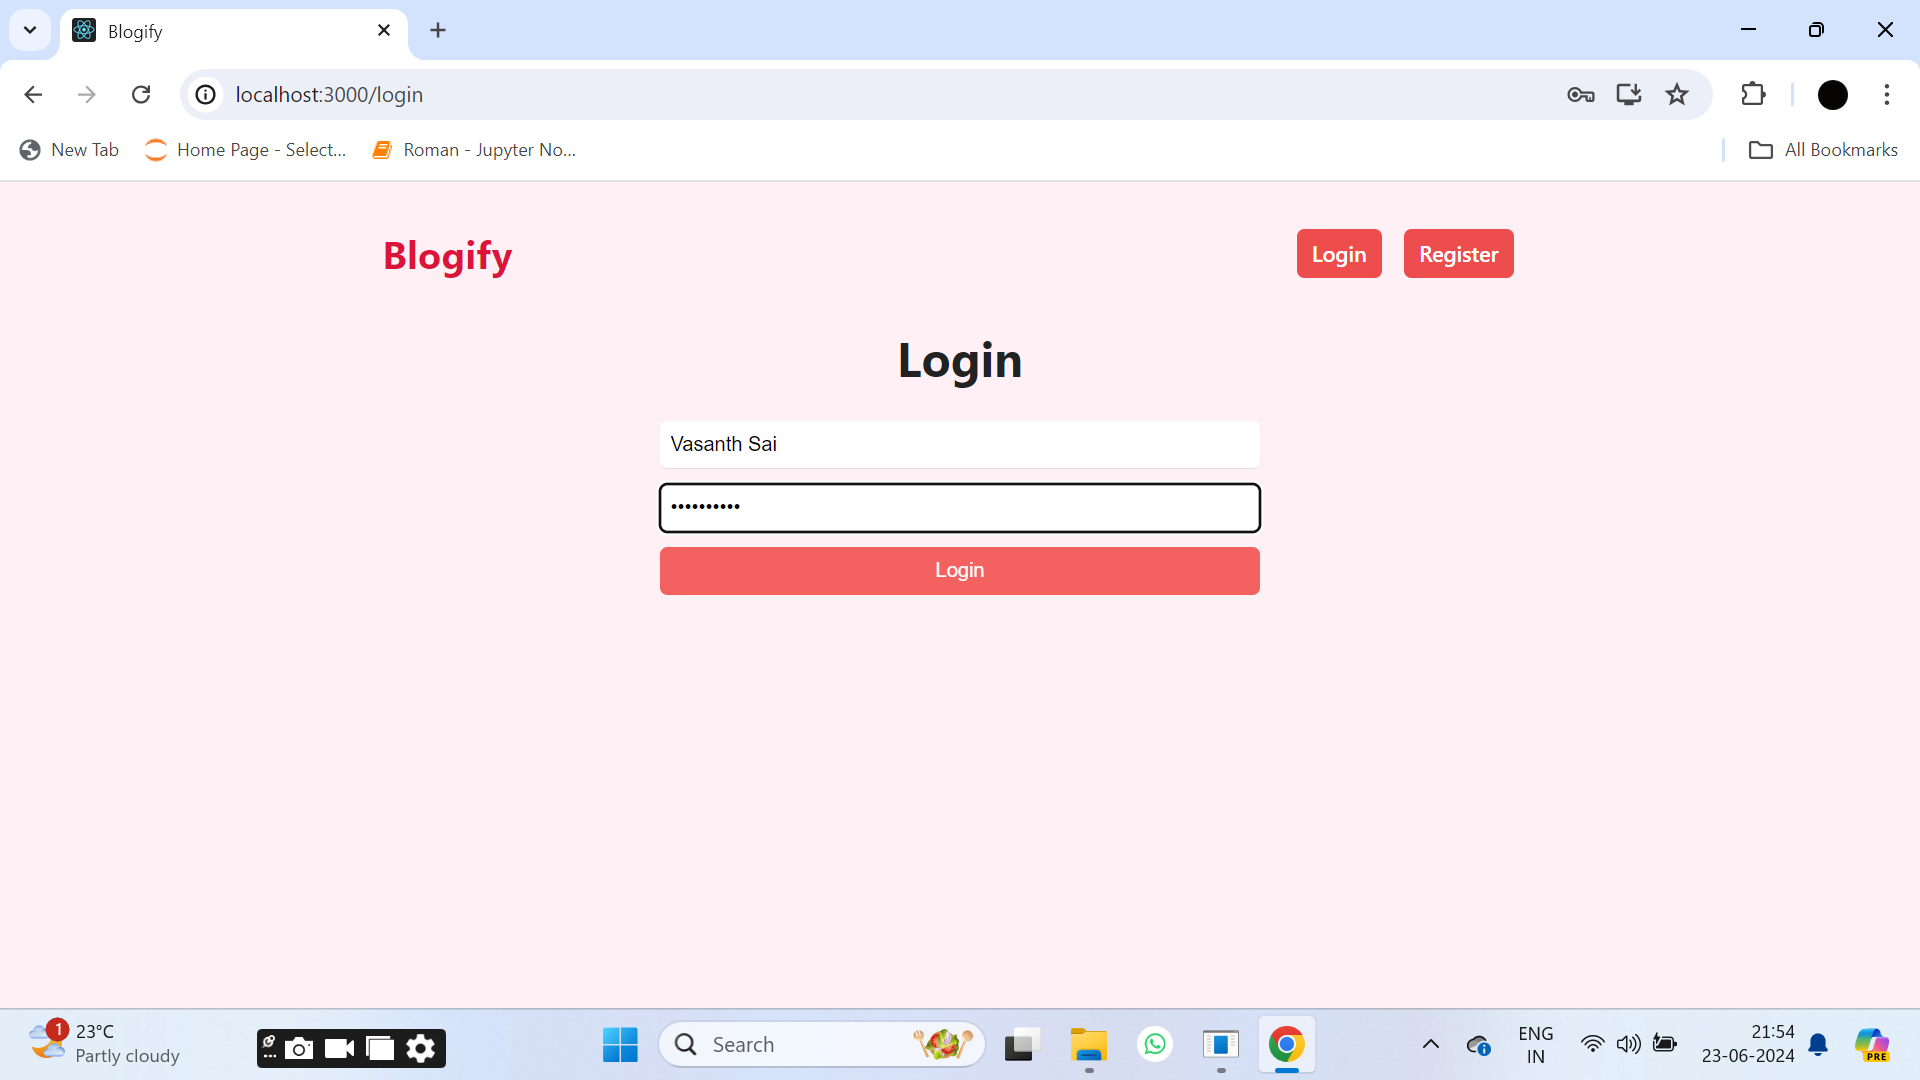 Blogify
localhost:3000/login
New Tab
Home Page - Select...
Roman - Jupyter No...
All Bookmarks
Blogify
Login
Register
Login
Vasanth Sai
••••••••••
Login
1
23°C
Partly cloudy
Search
ENG
IN
21:54
23-06-2024
PRE